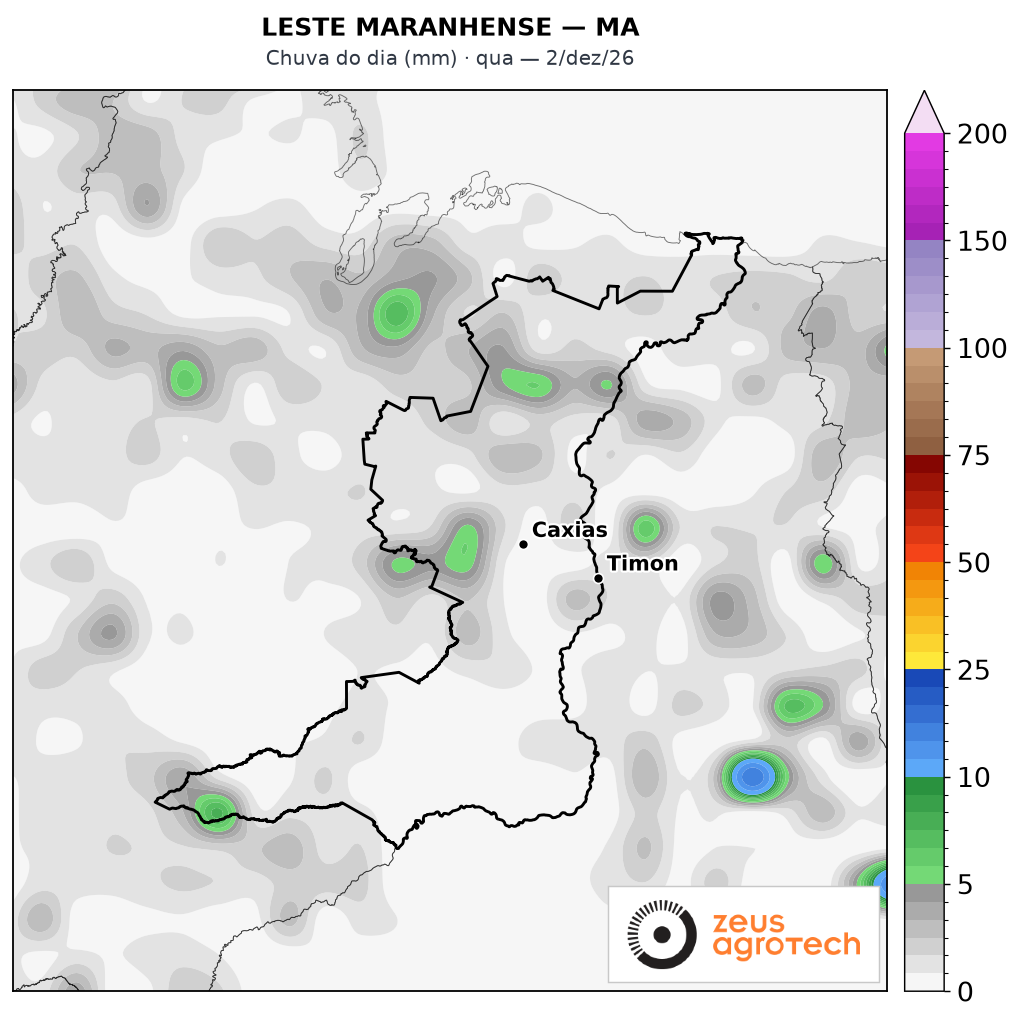 LESTE MARANHENSE — MA
Chuva do dia (mm) · qua — 2/dez/26
200
150
100
75
50
25
10
5
0
Caxias
Timon
zeus
agrotech